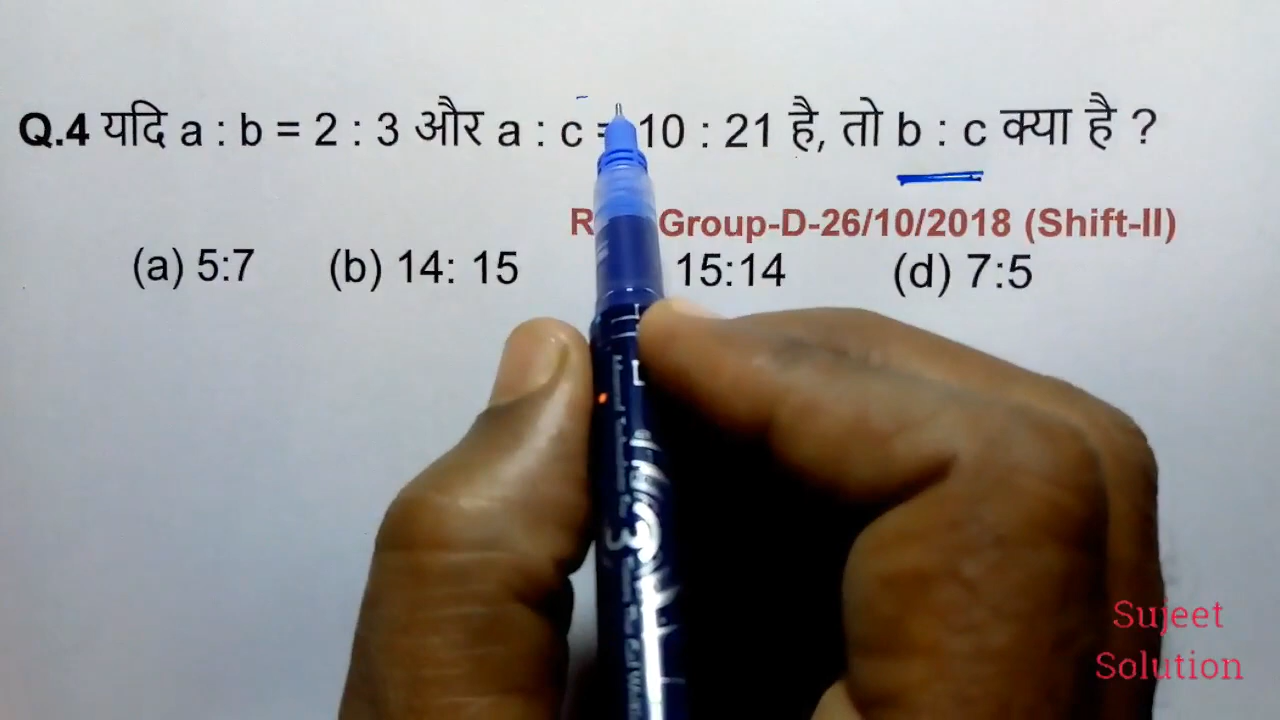 Q.4 यदि a : b = 2 : 3 और a : c = 10 : 21 है, तो b : c क्या है ?
Group-D-26/10/2018 (Shift-II)
(a) 5:7 (b) 14: 15 15:14 (d) 7:5
Sujeet
Solution